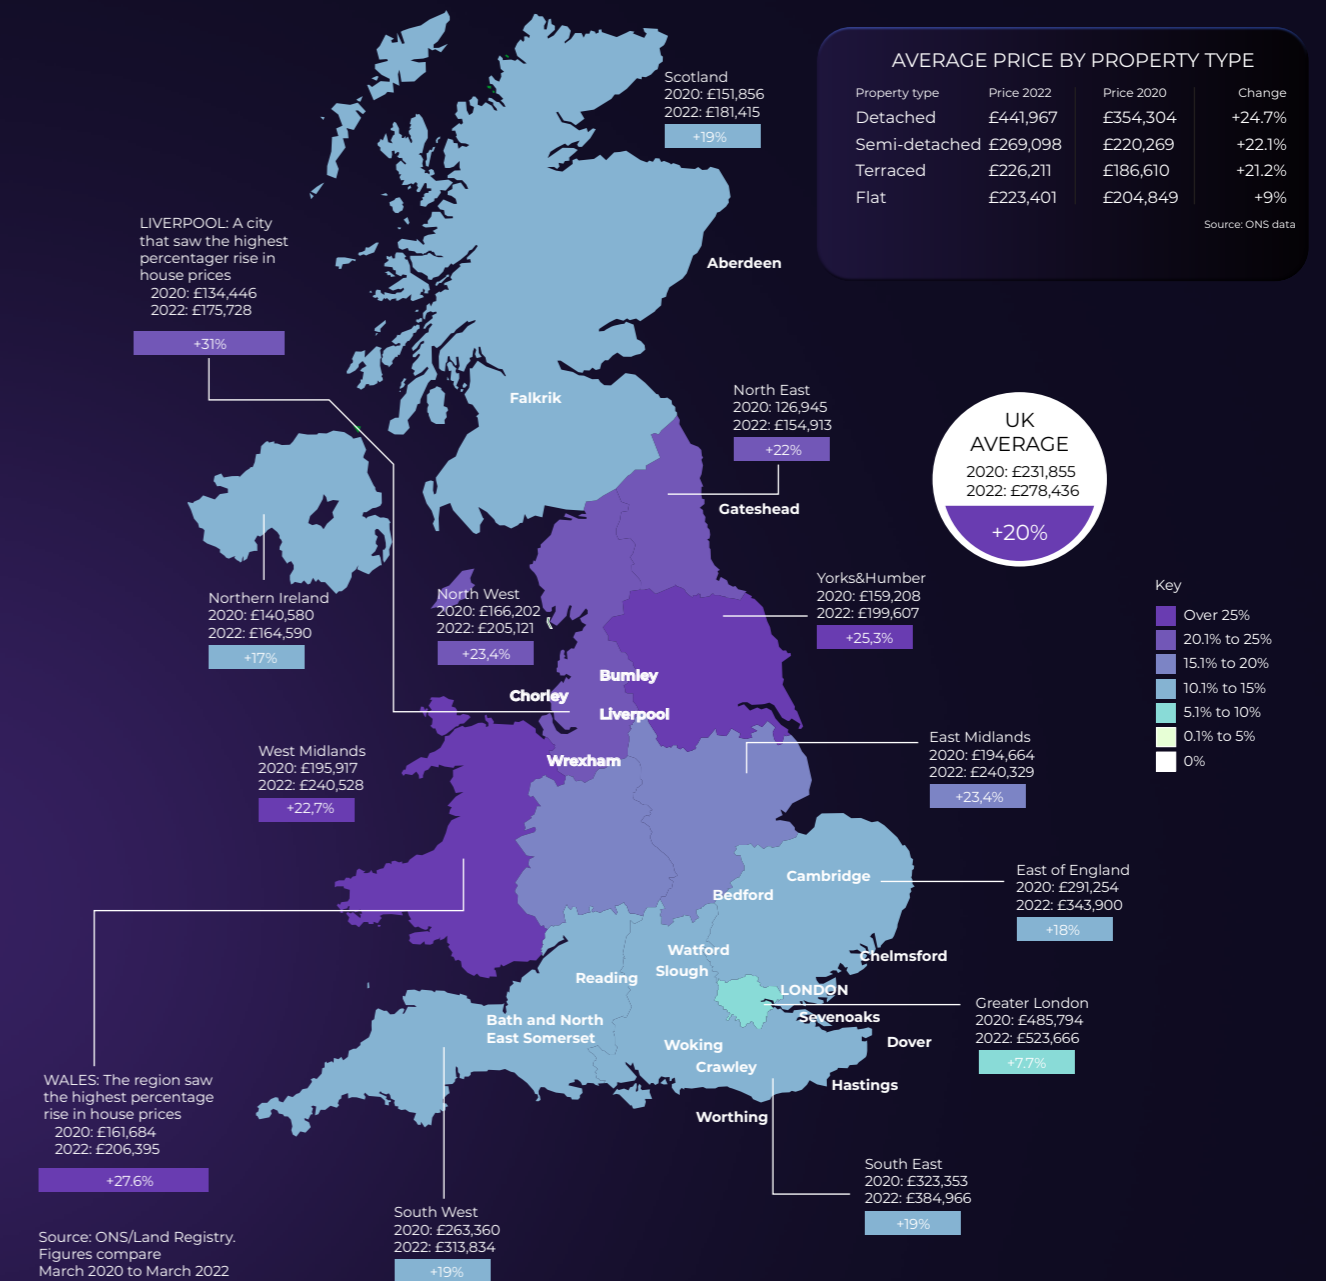 AVERAGE PRICE BY PROPERTY TYPE
Property type Price 2022 Price 2020 Change
Detached £441,967 £354,304 +24.7%
Semi-detached £269,098 £220,269 +22.1%
Terraced £226,211 £186,610 +21.2%
Flat £223,401 £204,849 +9%
Source: ONS data
Scotland
2020: £151,856
2022: £181,415
+19%
LIVERPOOL: A city
that saw the highest
percentager rise in
house prices
2020: £134,446
2022: £175,728
+31%
Aberdeen
Falkrik
North East
2020: 126,945
2022: £154,913
+22%
Gateshead
UK
AVERAGE
2020: £231,855
2022: £278,436
+20%
Northern Ireland
2020: £140,580
2022: £164,590
+17%
North West
2020: £166,202
2022: £205,121
+23,4%
Yorks&Humber
2020: £159,208
2022: £199,607
+25,3%
Key
Over 25%
20.1% to 25%
15.1% to 20%
10.1% to 15%
5.1% to 10%
0.1% to 5%
0%
Bumley
Chorley
Liverpool
Wrexham
West Midlands
2020: £195,917
2022: £240,528
+22,7%
East Midlands
2020: £194,664
2022: £240,329
+23,4%
Cambridge
Bedford
East of England
2020: £291,254
2022: £343,900
+18%
Watford
Chelmsford
Slough
Reading
LONDON
Sevenoaks
Bath and North
East Somerset
Woking
Dover
Crawley
Hastings
Worthing
Greater London
2020: £485,794
2022: £523,666
+7.7%
WALES: The region saw
the highest percentage
rise in house prices
2020: £161,684
2022: £206,395
+27.6%
South East
2020: £323,353
2022: £384,966
+19%
South West
2020: £263,360
2022: £313,834
+19%
Source: ONS/Land Registry.
Figures compare
March 2020 to March 2022